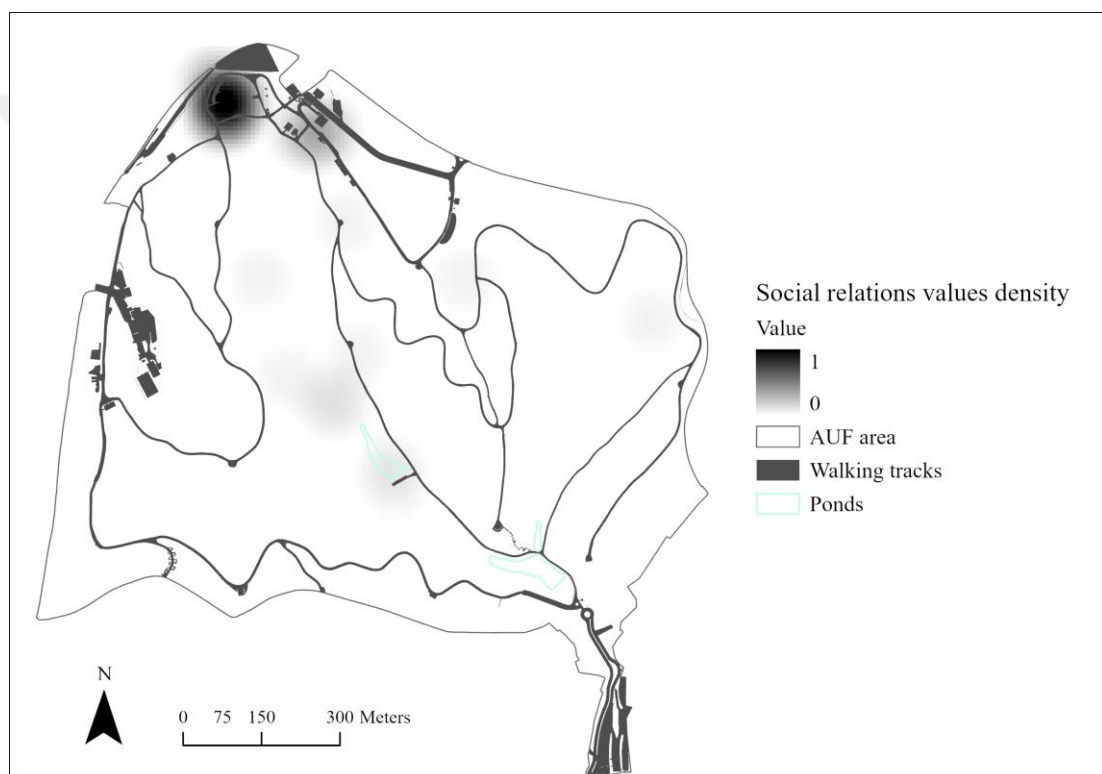 Social relations values density
Value
1
0
AUF area
Walking tracks
Ponds
N
0 75 150 300 Meters